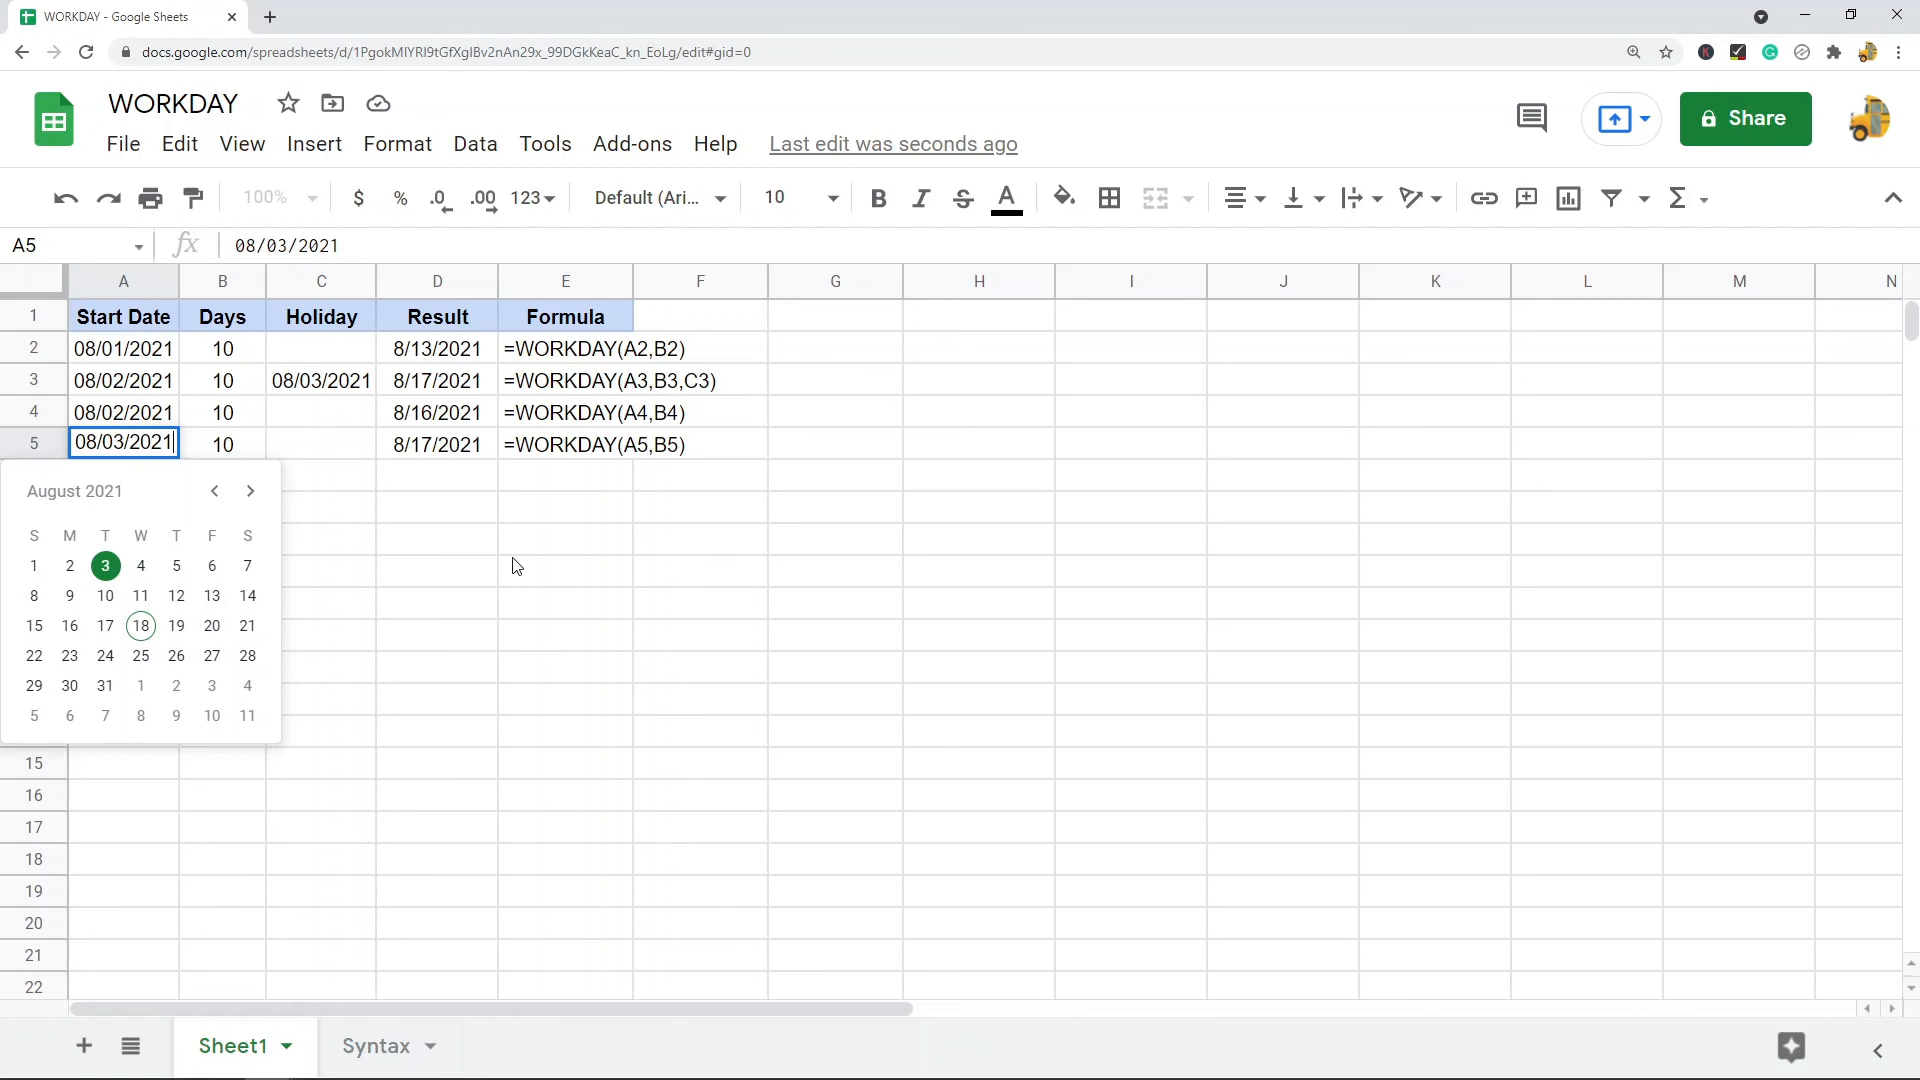 WORKDAY - Google Sheets
docs.google.com/spreadsheets/d/1PgokMIYRI9tGfXgIBv2nAn29x_99DGkKeaC_kn_EoLg/edit#gid=0
WORKDAY
Share
File Edit View Insert Format Data Tools Add-ons Help Last edit was seconds ago
100% $ % .0 .00 123 Default (Ari... 10 B I S A Σ
A5 fx 08/03/2021
A B C D E F G H I J K L M N
1 Start Date Days Holiday Result Formula
2 08/01/2021 10 8/13/2021 =WORKDAY(A2,B2)
3 08/02/2021 10 08/03/2021 8/17/2021 =WORKDAY(A3,B3,C3)
4 08/02/2021 10 8/16/2021 =WORKDAY(A4,B4)
5 08/03/2021 10 8/17/2021 =WORKDAY(A5,B5)
August 2021
S M T W T F S
1 2 3 4 5 6 7
8 9 10 11 12 13 14
15 16 17 18 19 20 21
22 23 24 25 26 27 28
29 30 31 1 2 3 4
5 6 7 8 9 10 11
15
16
17
18
19
20
21
22
Sheet1 Syntax